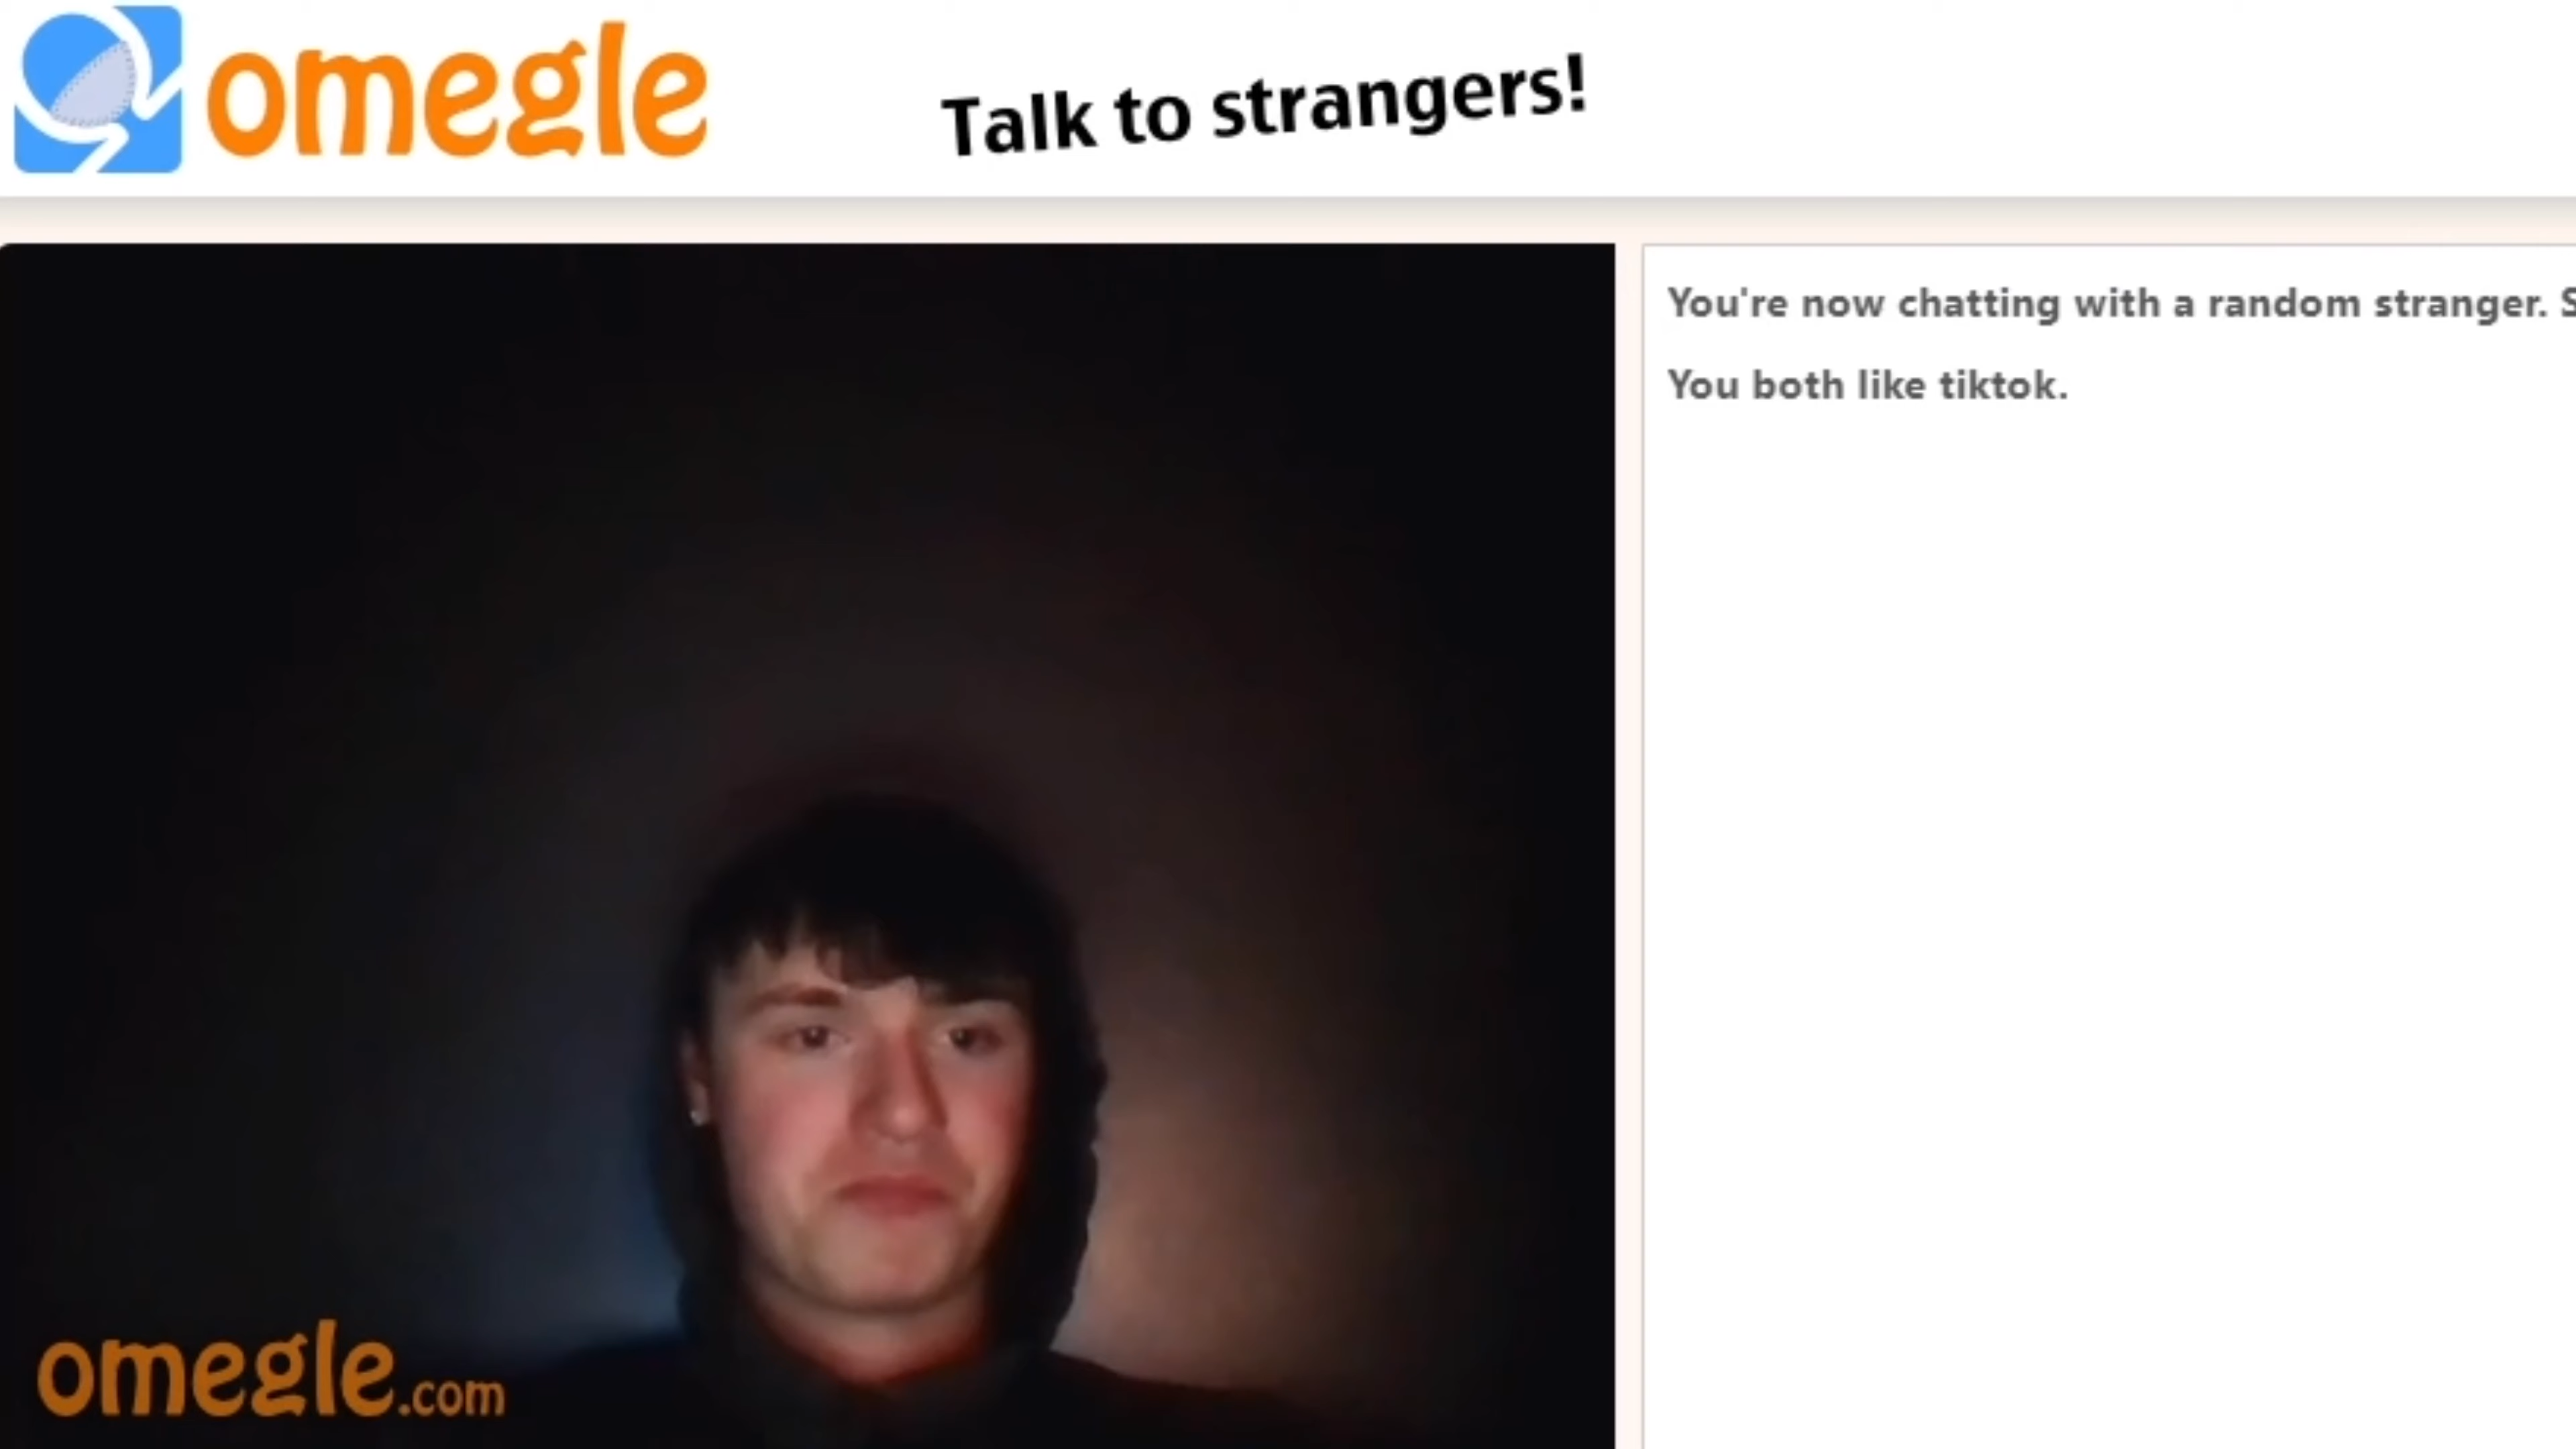 omegle
Talk to strangers!
You're now chatting with a random stranger. S
You both like tiktok.
omegle.com